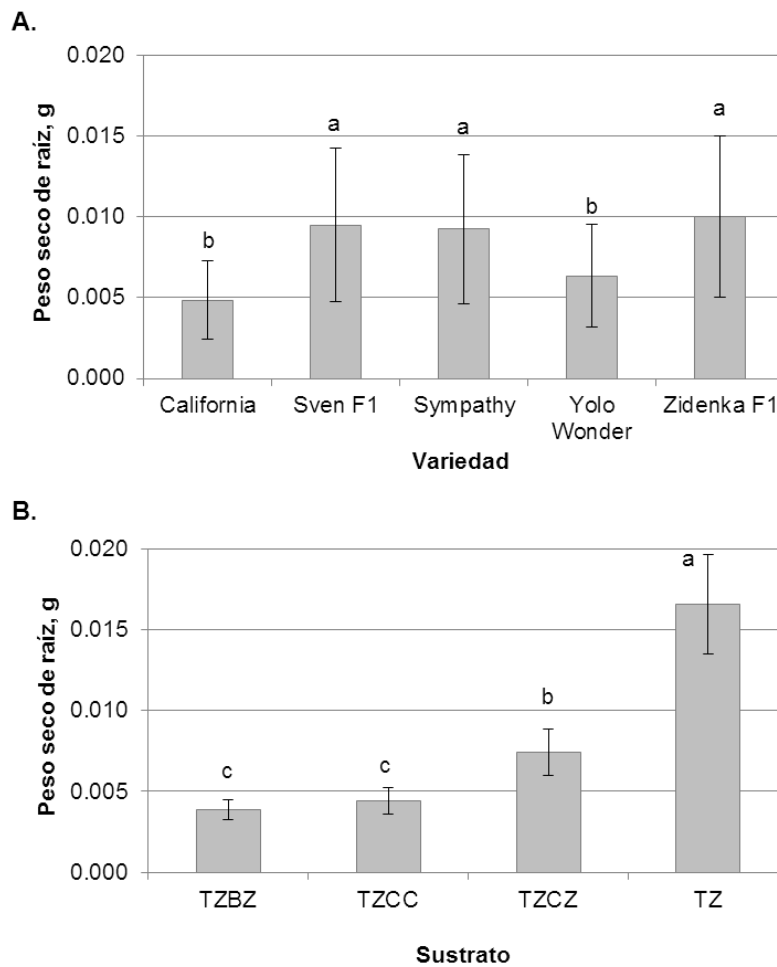 A.
Peso seco de raíz, g
0.020
0.015
0.010
0.005
0.000
b
a
a
b
a
California
Sven F1
Sympathy
Yolo
Wonder
Zidenka F1
Variedad
B.
Peso seco de raíz, g
0.020
0.015
0.010
0.005
0.000
c
c
b
a
TZBZ
TZCC
TZCZ
TZ
Sustrato